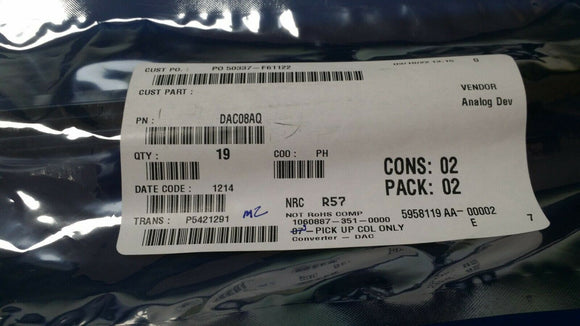 CUST PO. : PO 50337-F61122
0
CUST PART :
VENDOR
Analog Dev
PN : DAC08AQ
QTY : 19
COO : PH
CONS: 02
PACK: 02
DATE CODE : 1214
NRC R57
TRANS : P5421291
m2
NOT RoHS COMP
1060887-351-0000
5958119 AA-00002
PICK UP COL ONLY
E
7
Converter - DAC